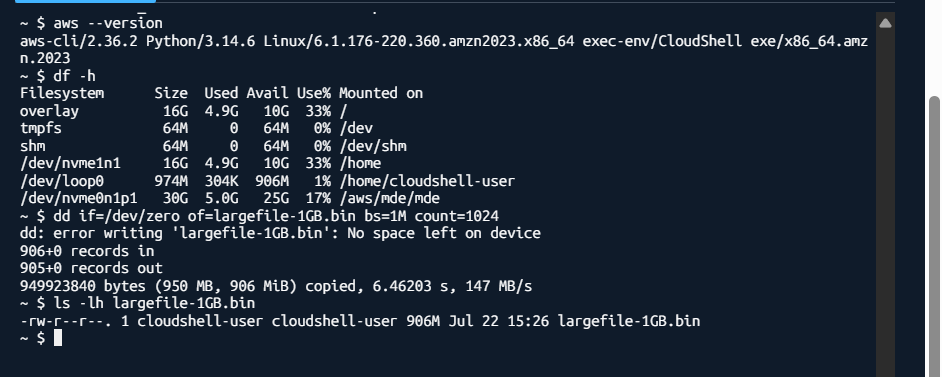 ~ $ aws --version
aws-cli/2.36.2 Python/3.14.6 Linux/6.1.176-220.360.amzn2023.x86_64 exec-env/CloudShell exe/x86_64.amz
n.2023
~ $ df -h
Filesystem      Size  Used Avail Use% Mounted on
overlay          16G  4.9G   10G  33% /
tmpfs            64M     0   64M   0% /dev
shm              64M     0   64M   0% /dev/shm
/dev/nvme1n1     16G  4.9G   10G  33% /home
/dev/loop0      974M  304K  906M   1% /home/cloudshell-user
/dev/nvme0n1p1   30G  5.0G   25G  17% /aws/mde/mde
~ $ dd if=/dev/zero of=largefile-1GB.bin bs=1M count=1024
dd: error writing 'largefile-1GB.bin': No space left on device
906+0 records in
905+0 records out
949923840 bytes (950 MB, 906 MiB) copied, 6.46203 s, 147 MB/s
~ $ ls -lh largefile-1GB.bin
-rw-r--r--. 1 cloudshell-user cloudshell-user 906M Jul 22 15:26 largefile-1GB.bin
~ $